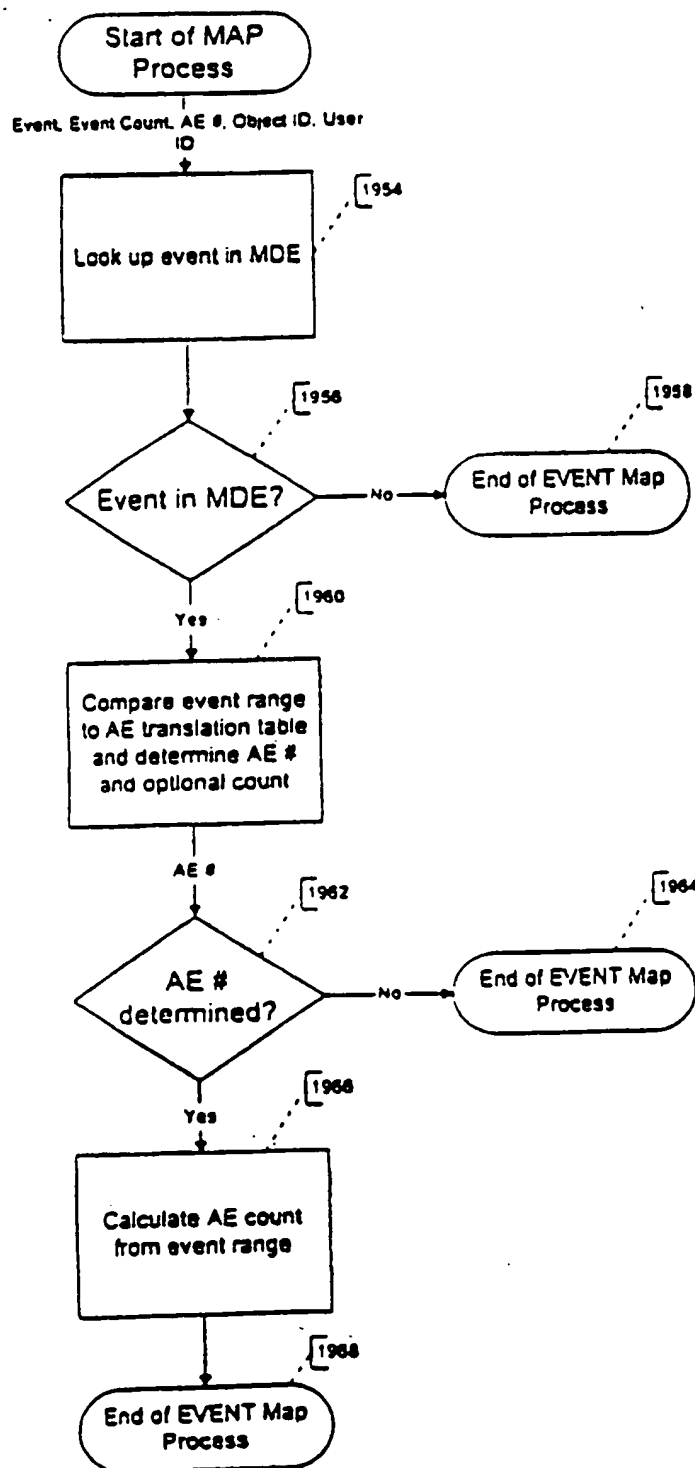 Start of MAP
Process
Event, Event Count, AE #, Object ID, User
ID
1954
Look up event in MDE
1956
1958
Event in MDE?
No
End of EVENT Map
Process
Yes
1960
Compare event range
to AE translation table
and determine AE #
and optional count
AE #
1962
1964
AE #
determined?
No
End of EVENT Map
Process
Yes
1966
Calculate AE count
from event range
1968
End of EVENT Map
Process